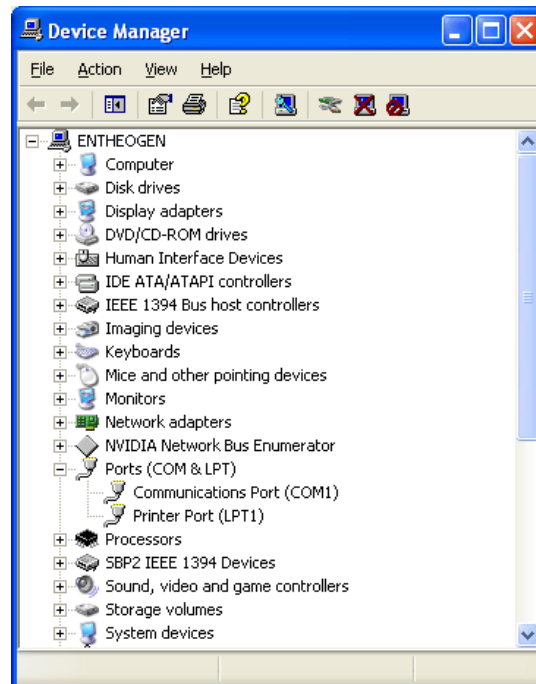 Device Manager
File Action View Help
ENTHEOGEN
Computer
Disk drives
Display adapters
DVD/CD-ROM drives
Human Interface Devices
IDE ATA/ATAPI controllers
IEEE 1394 Bus host controllers
Imaging devices
Keyboards
Mice and other pointing devices
Monitors
Network adapters
NVIDIA Network Bus Enumerator
Ports (COM & LPT)
Communications Port (COM1)
Printer Port (LPT1)
Processors
SBP2 IEEE 1394 Devices
Sound, video and game controllers
Storage volumes
System devices